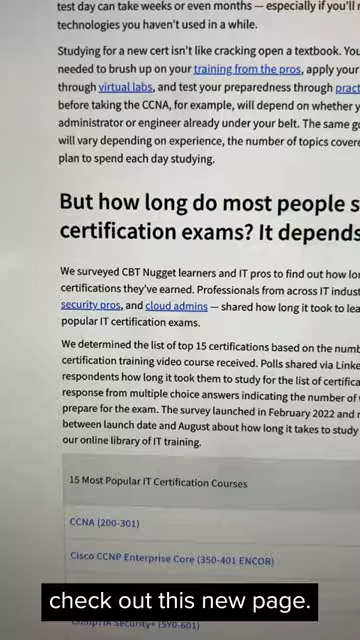 test day can take weeks or even months — especially if you'll
technologies you haven't used in a while.
Studying for a new cert isn't like cracking open a textbook. You
needed to brush up on your training from the pros, apply your
through virtual labs, and test your preparedness through pract
before taking the CCNA, for example, will depend on whether y
administrator or engineer already under your belt. The same go
will vary depending on experience, the number of topics cover
plan to spend each day studying.
But how long do most people s
certification exams? It depends
We surveyed CBT Nugget learners and IT pros to find out how lo
certifications they've earned. Professionals from across IT indust
security pros, and cloud admins — shared how long it took to lea
popular IT certification exams.
We determined the list of top 15 certifications based on the numb
certification training video course received. Polls shared via Linke
respondents how long it took them to study for the list of certifica
response from multiple choice answers indicating the number of
prepare for the exam. The survey launched in February 2022 and r
between launch date and August about how long it takes to study
our online library of IT training.
15 Most Popular IT Certification Courses
CCNA (200-301)
Cisco CCNP Enterprise Core (350-401 ENCOR)
check out this new page.
CompTIA Security+ (SY0-601)